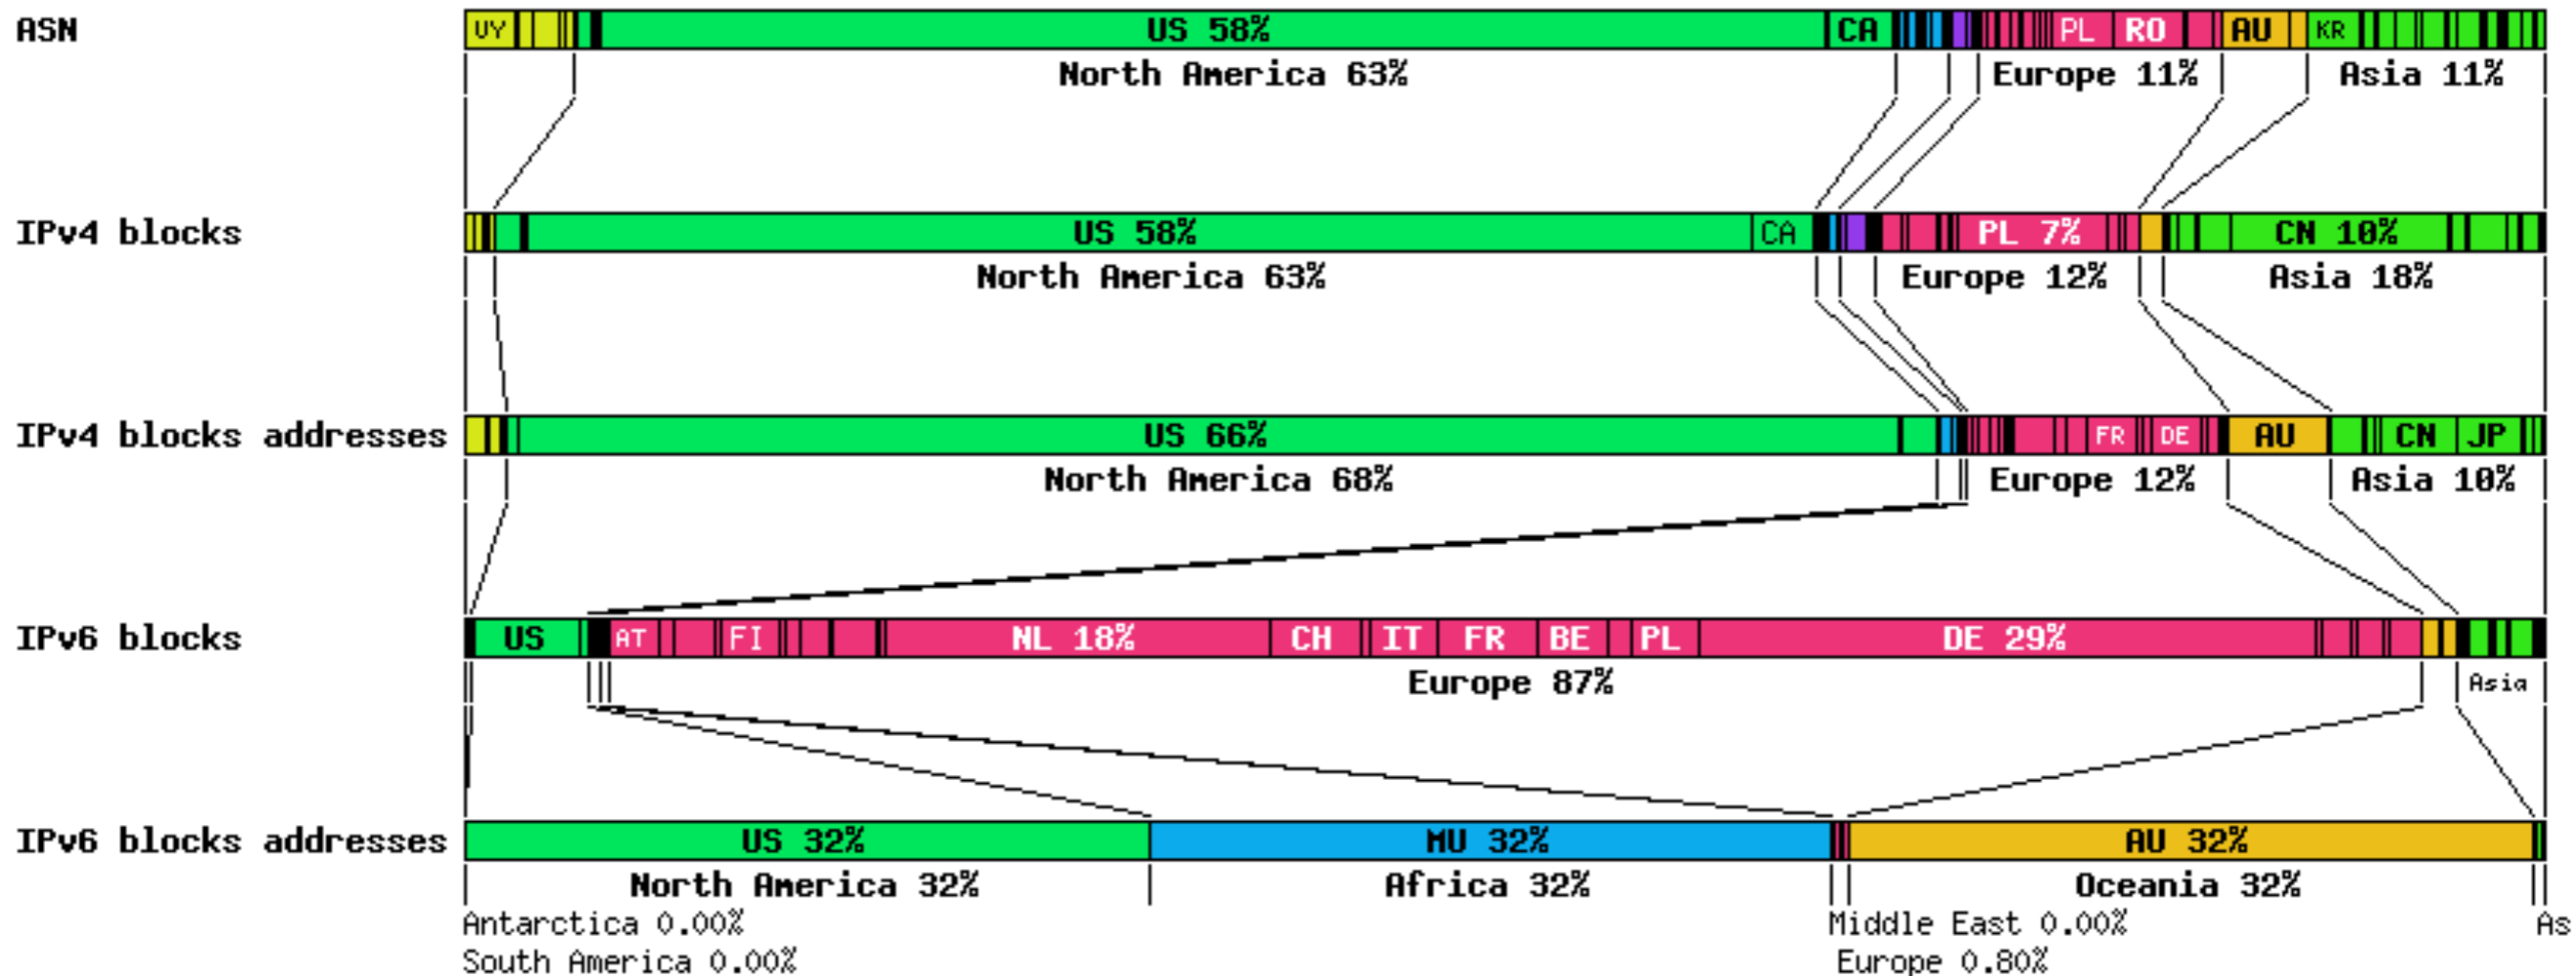 ASN UY US 58% CA PL RO AU KR
North America 63% Europe 11% Asia 11%
IPv4 blocks US 58% CA PL 7% CN 10%
North America 63% Europe 12% Asia 18%
IPv4 blocks addresses US 66% FR DE AU CN JP
North America 68% Europe 12% Asia 10%
IPv6 blocks US AT FI NL 18% CH IT FR BE PL DE 29%
Europe 87% Asia
IPv6 blocks addresses US 32% MU 32% AU 32%
North America 32% Africa 32% Oceania 32%
Antarctica 0.00% Middle East 0.00% As
South America 0.00% Europe 0.80%